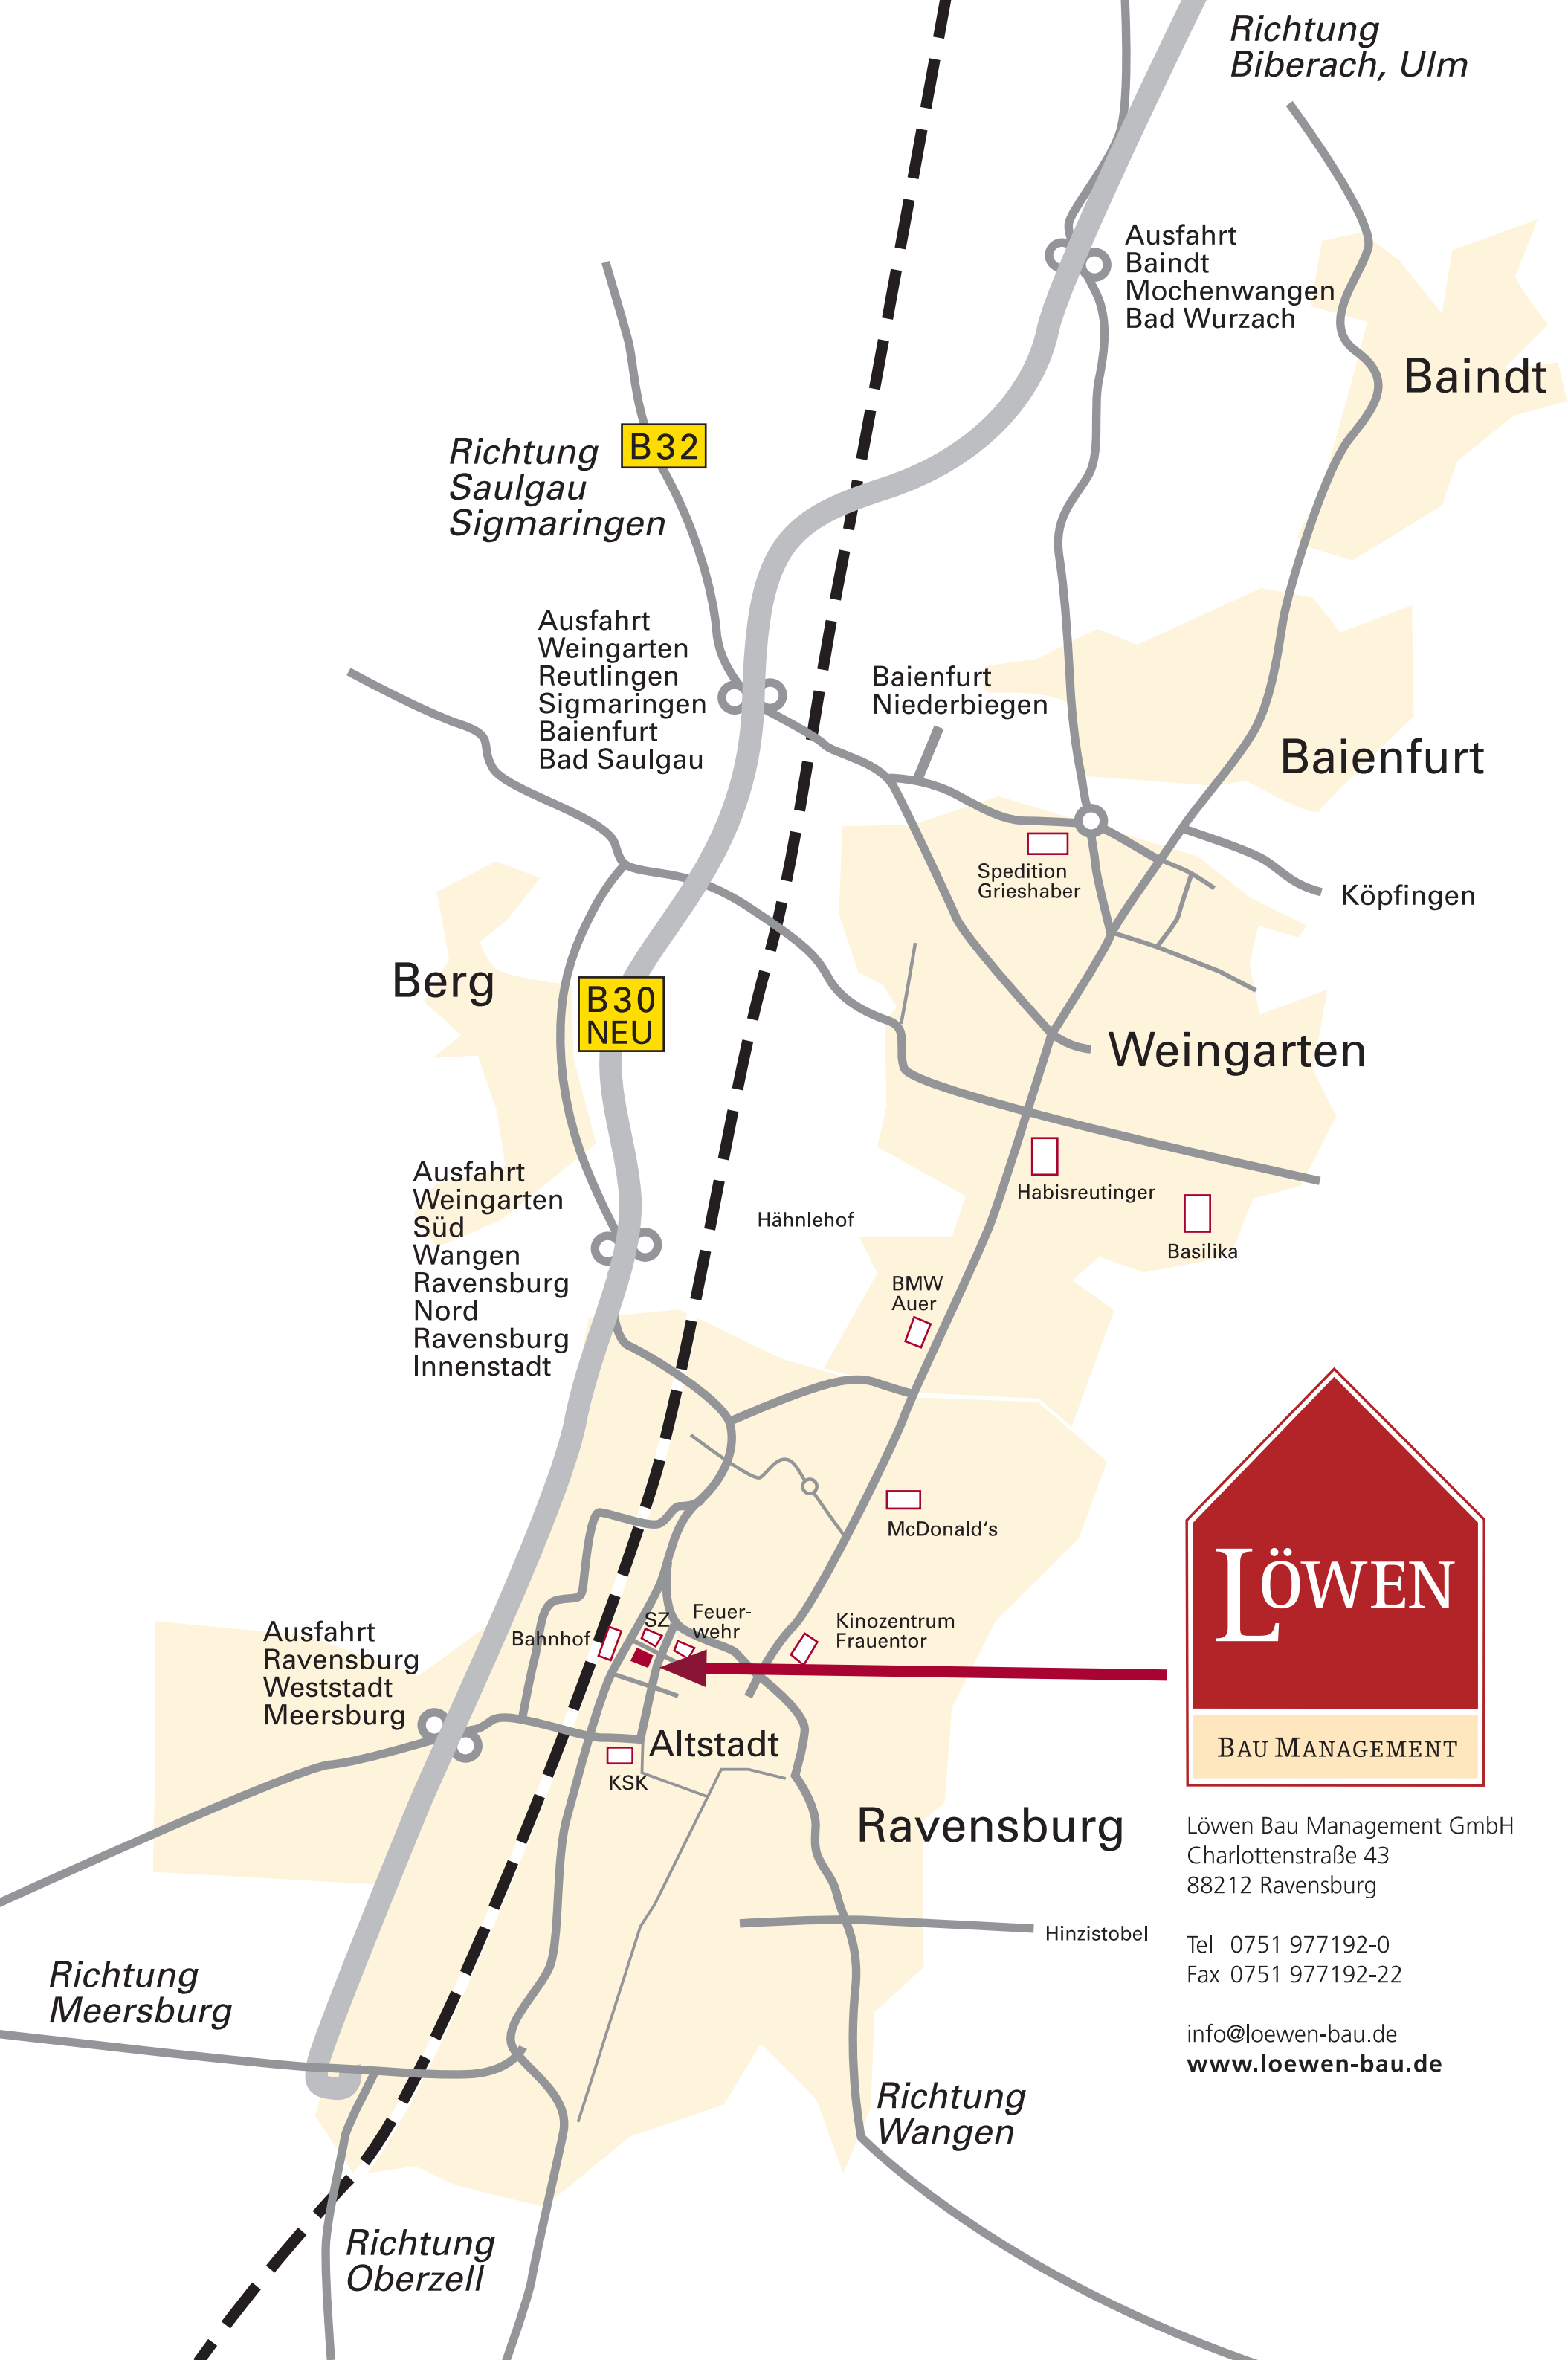 Richtung
Biberach, Ulm
Ausfahrt
Baindt
Mochenwangen
Bad Wurzach
Baindt
B32
Richtung
Saulgau
Sigmaringen
Ausfahrt
Weingarten
Reutlingen
Sigmaringen
Baienfurt
Bad Saulgau
Baienfurt
Niederbiegen
Baienfurt
Spedition
Grieshaber
Köpfingen
Berg
B30
NEU
Weingarten
Ausfahrt
Weingarten
Süd
Wangen
Ravensburg
Nord
Ravensburg
Innenstadt
Hähnlehof
Habisreutinger
Basilika
BMW
Auer
McDonald‘s
LÖWEN
BAU MANAGEMENT
Ausfahrt
Ravensburg
Weststadt
Meersburg
Bahnhof
SZ
Feuer-
wehr
Kinozentrum
Frauentor
Altstadt
KSK
Ravensburg
Hinzistobel
Löwen Bau Management GmbH
Charlottenstraße 43
88212 Ravensburg
Tel 0751 977192-0
Fax 0751 977192-22
info@loewen-bau.de
www.loewen-bau.de
Richtung
Meersburg
Richtung
Wangen
Richtung
Oberzell